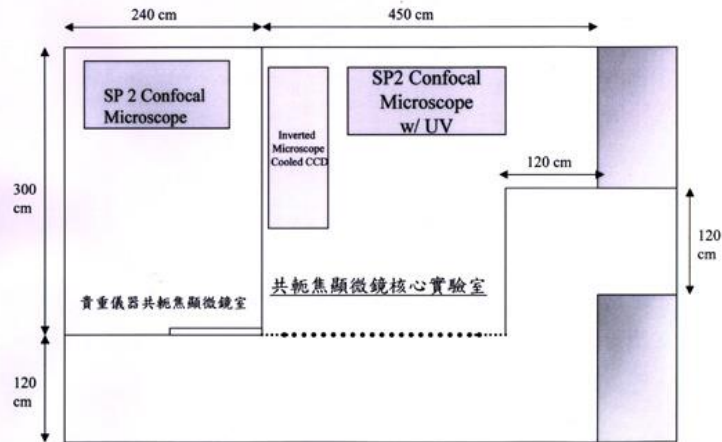 240 cm
450 cm
SP 2 Confocal
Microscope
Inverted
Microscope
Cooled CCD
SP2 Confocal
Microscope
w/ UV
120 cm
300
cm
120
cm
貴重儀器共軛焦顯微鏡室
共軛焦顯微鏡核心實驗室
120
cm